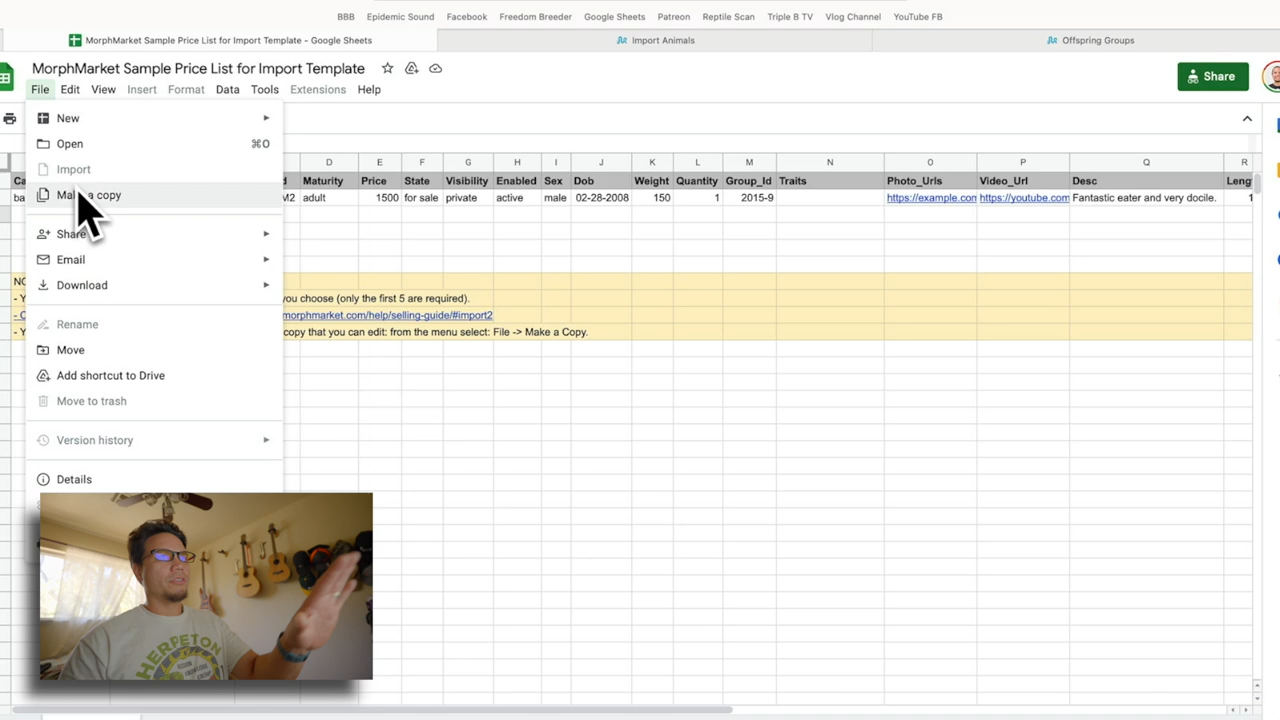 BBB Epidemic Sound Facebook Freedom Breeder Google Sheets Patreon Reptile Scan Triple B TV Vlog Channel YouTube FB
MorphMarket Sample Price List for Import Template - Google Sheets Import Animals Offspring Groups
MorphMarket Sample Price List for Import Template
Share
File Edit View Insert Format Data Tools Extensions Help
New
Open ⌘O
Import
Make a copy
Share
Email
Download
Rename
Move
Add shortcut to Drive
Move to trash
Version history
Details
D E F G H I J K L M N O P Q R
Ca d Maturity Price State Visibility Enabled Sex Dob Weight Quantity Group_Id Traits Photo_Urls Video_Url Desc Leng
ba M2 adult 1500 for sale private active male 02-28-2008 150 1 2015-9 https://example.com https://youtube.com Fantastic eater and very docile. 1
NO
- Y you choose (only the first 5 are required).
- C morphmarket.com/help/selling-guide/#import2
- Y copy that you can edit: from the menu select: File -> Make a Copy.
HERPETON